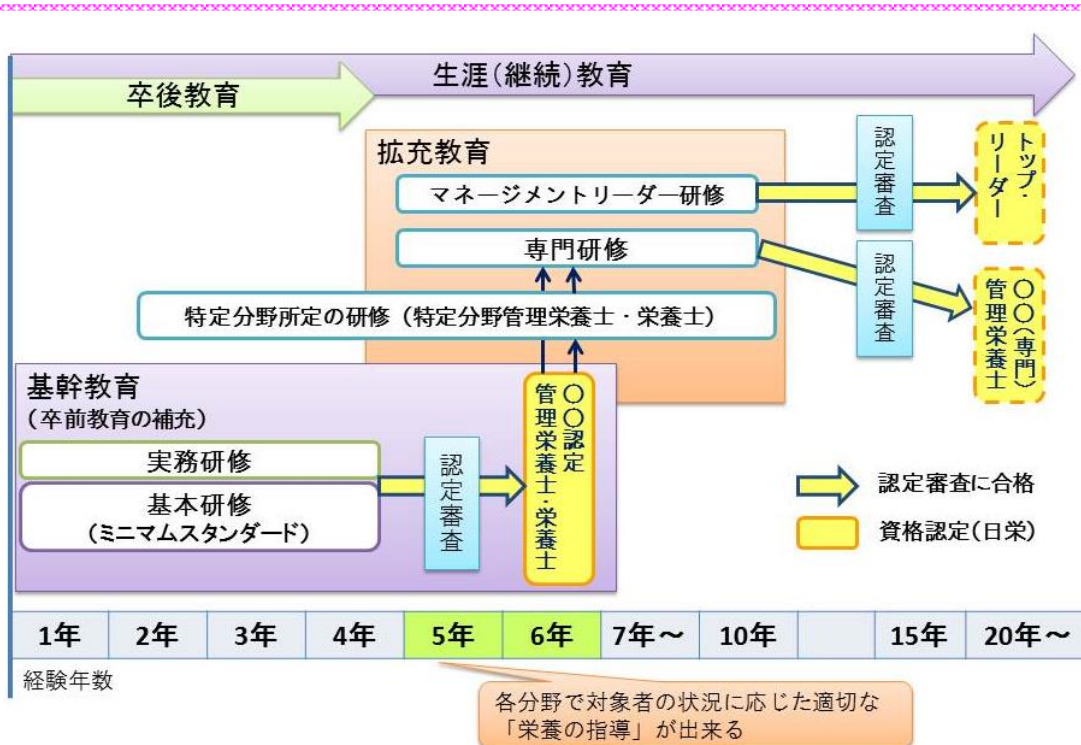 卒後教育
生涯(継続)教育
拡充教育
マネージメントリーダー研修
専門研修
特定分野所定の研修(特定分野管理栄養士・栄養士)
認定審査
トップ・
リーダー
認定審査
〇〇(専門)
管理栄養士
基幹教育
(卒前教育の補充)
実務研修
基本研修
(ミニマムスタンダード)
認定審査
〇〇認定
管理栄養士・栄養士
認定審査に合格
資格認定(日栄)
1年 2年 3年 4年 5年 6年 7年～ 10年 15年 20年～
経験年数
各分野で対象者の状況に応じた適切な
「栄養の指導」が出来る